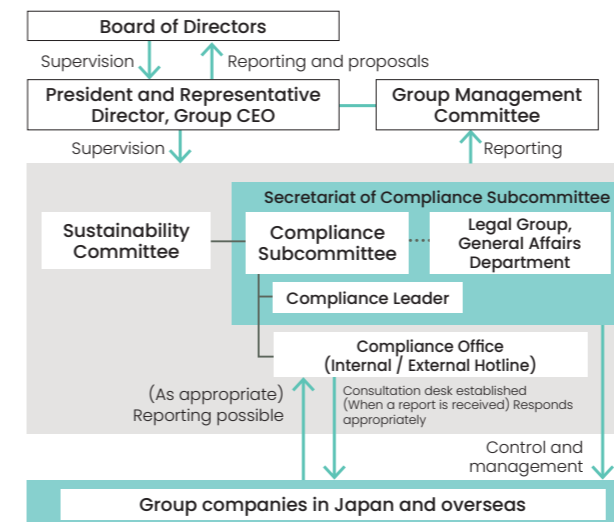 Board of Directors
Supervision
Reporting and proposals
President and Representative
Director, Group CEO
Group Management
Committee
Supervision
Reporting
Secretariat of Compliance Subcommittee
Sustainability
Committee
Compliance
Subcommittee
Legal Group,
General Affairs
Department
Compliance Leader
Compliance Office
(Internal / External Hotline)
(As appropriate)
Reporting possible
Consultation desk established
(When a report is received) Responds
appropriately
Control and
management
Group companies in Japan and overseas